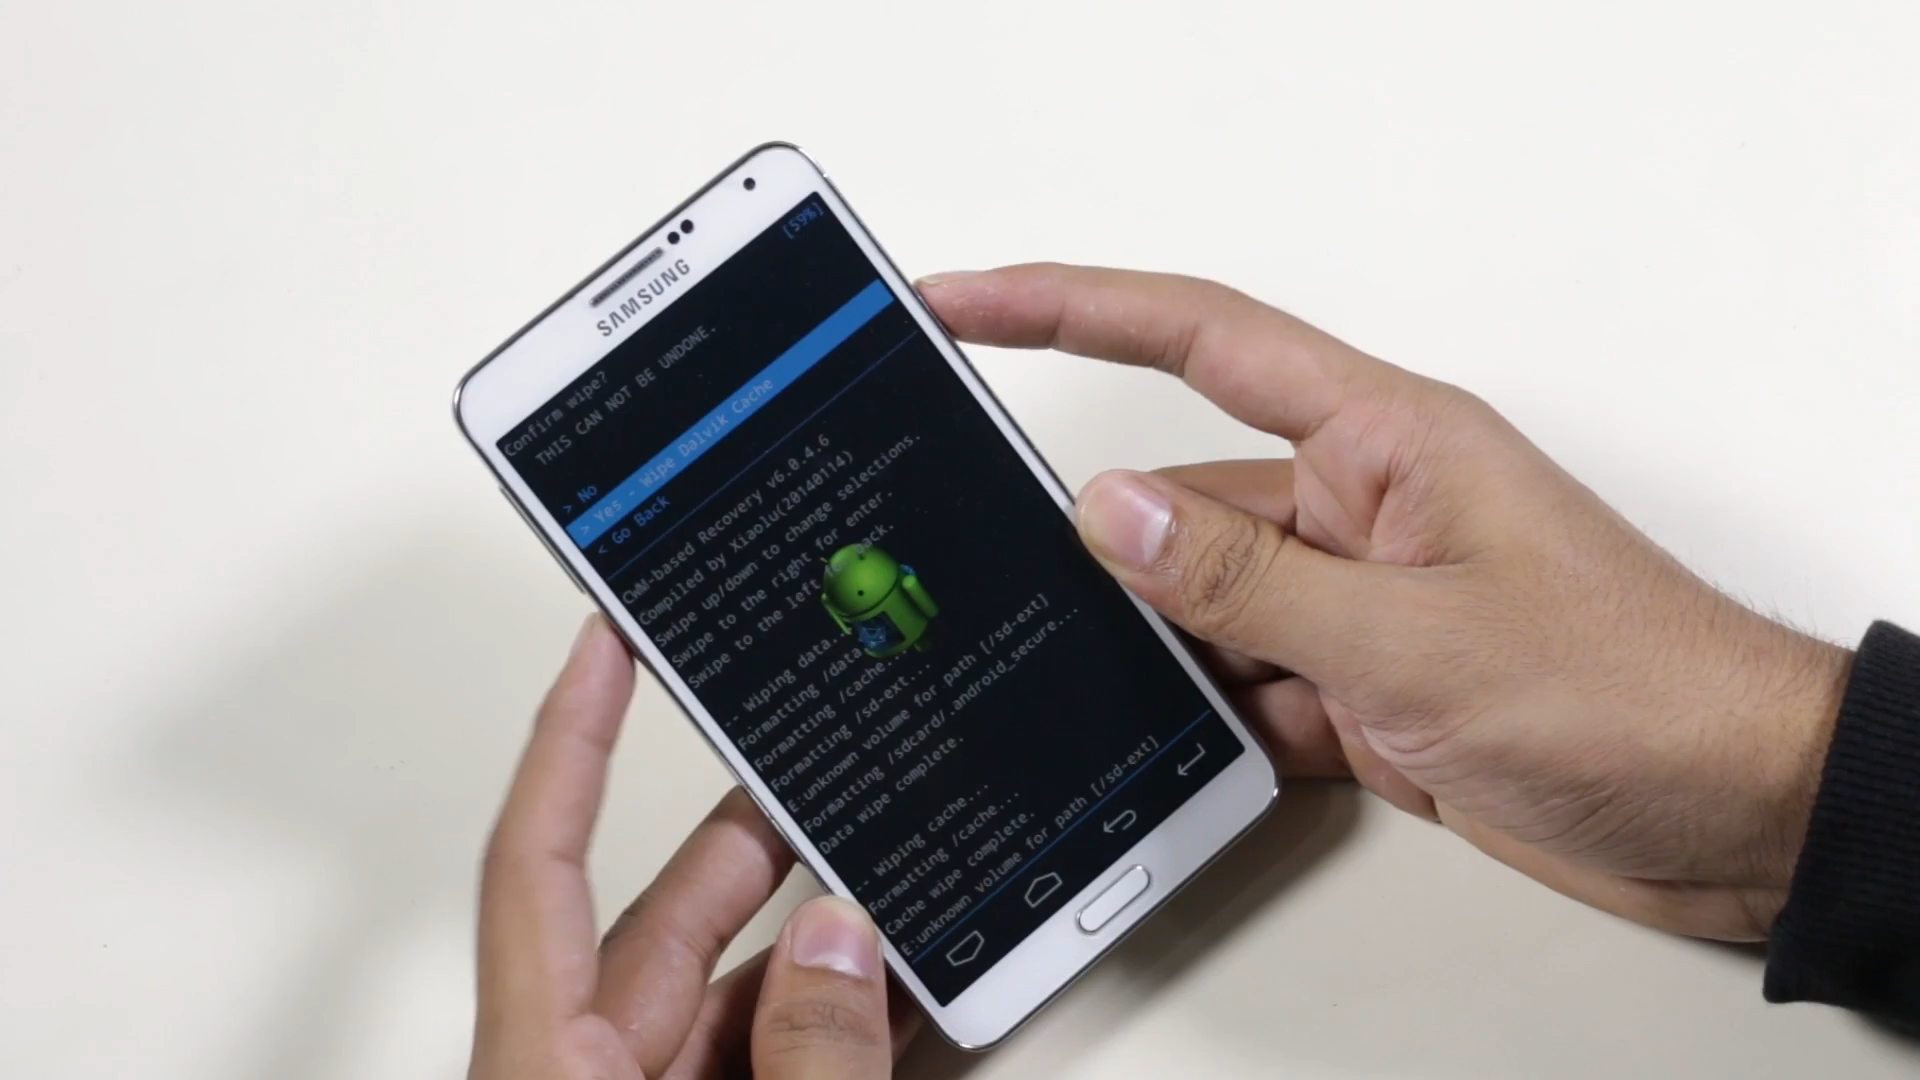 SAMSUNG
[59%]
Confirm wipe?
THIS CAN NOT BE UNDONE.
> No
> Yes - Wipe Dalvik Cache
< Go Back
CWM-based Recovery v6.0.4.6
Compiled by Xiaolu(20140114)
Swipe up/down to change selections.
Swipe to the right for enter.
Swipe to the left for back.
-- Wiping data...
Formatting /data...
Formatting /cache...
Formatting /sd-ext...
E:unknown volume for path [/sd-ext]
Formatting /sdcard/.android_secure...
Data wipe complete.
-- Wiping cache...
Formatting /cache...
Cache wipe complete.
E:unknown volume for path [/sd-ext]